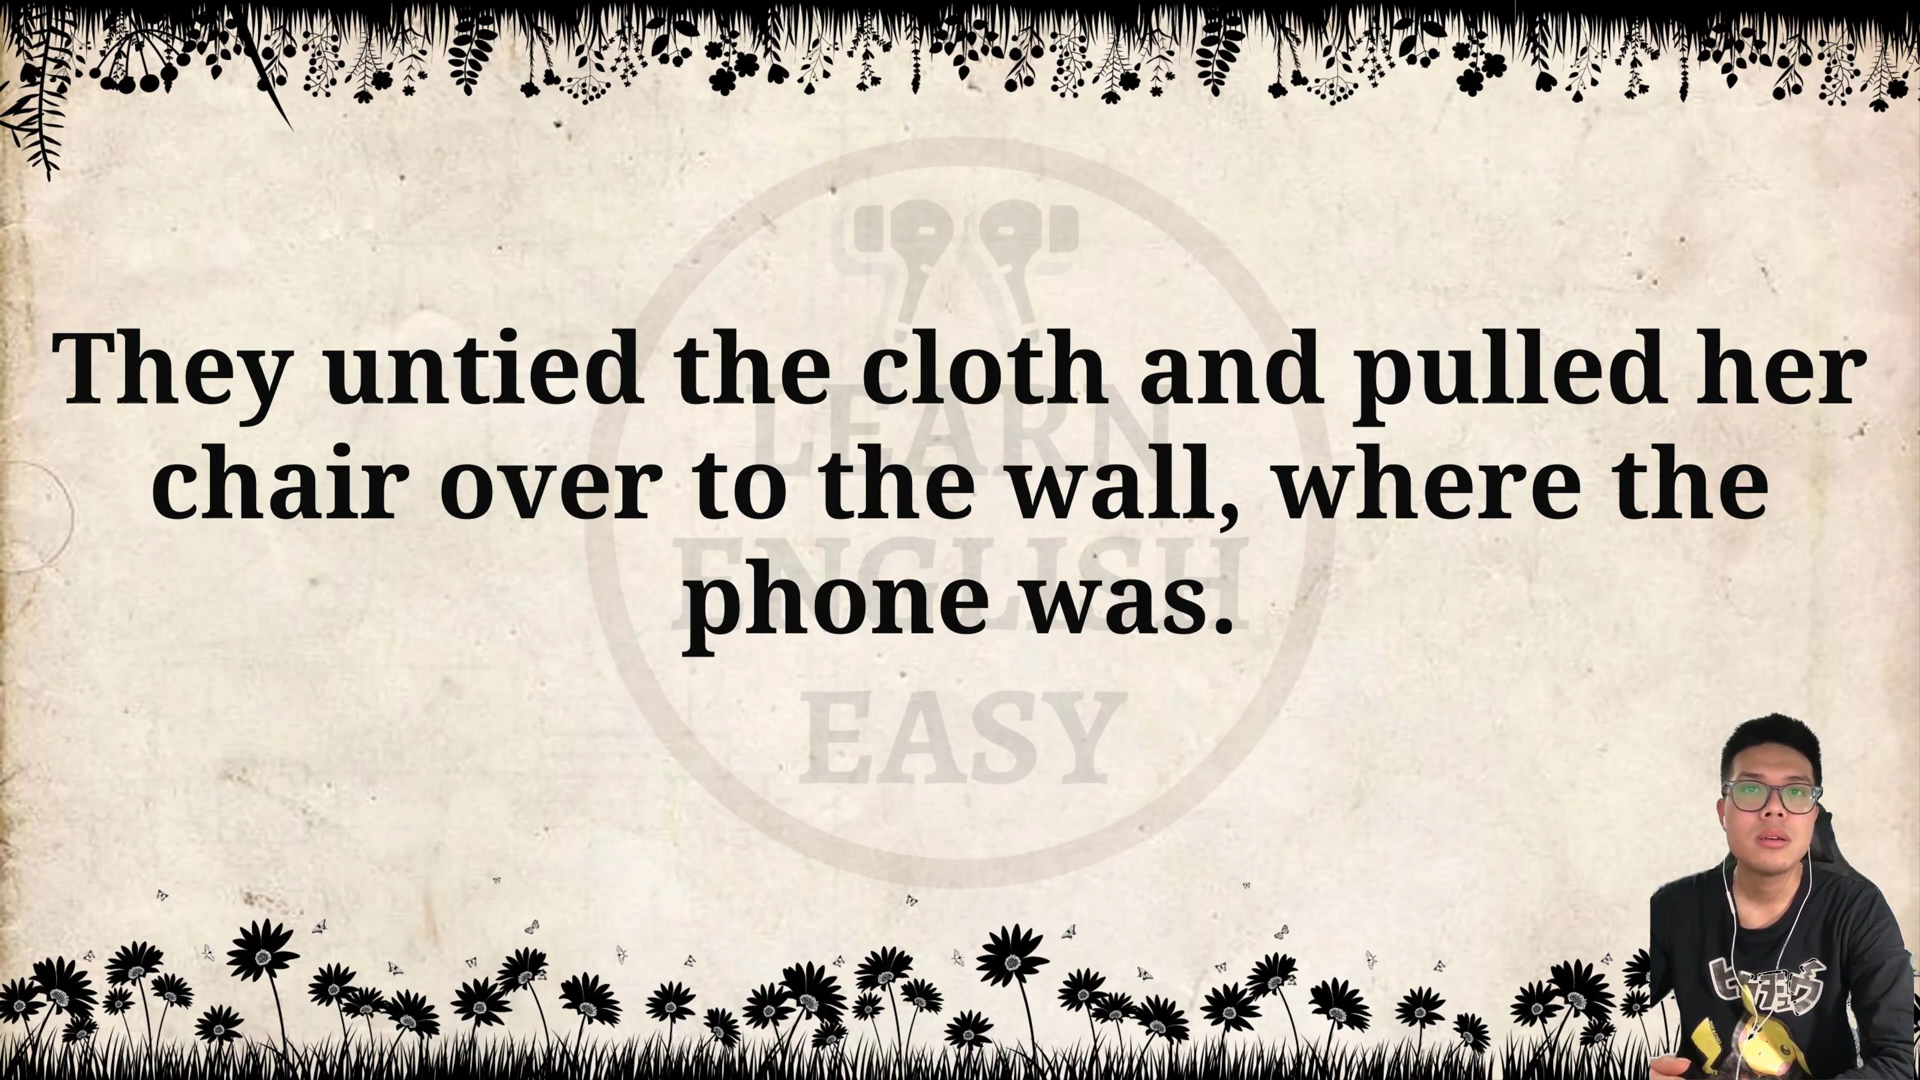 They untied the cloth and pulled her
chair over to the wall, where the
phone was.
LEARN
ENGLISH
EASY